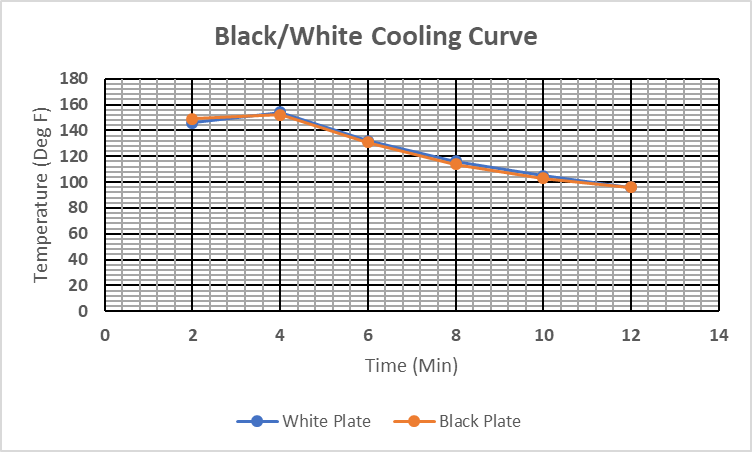 Black/White Cooling Curve
180
160
140
120
100
80
60
40
20
0
Temperature (Deg F)
0 2 4 6 8 10 12 14
Time (Min)
White Plate Black Plate